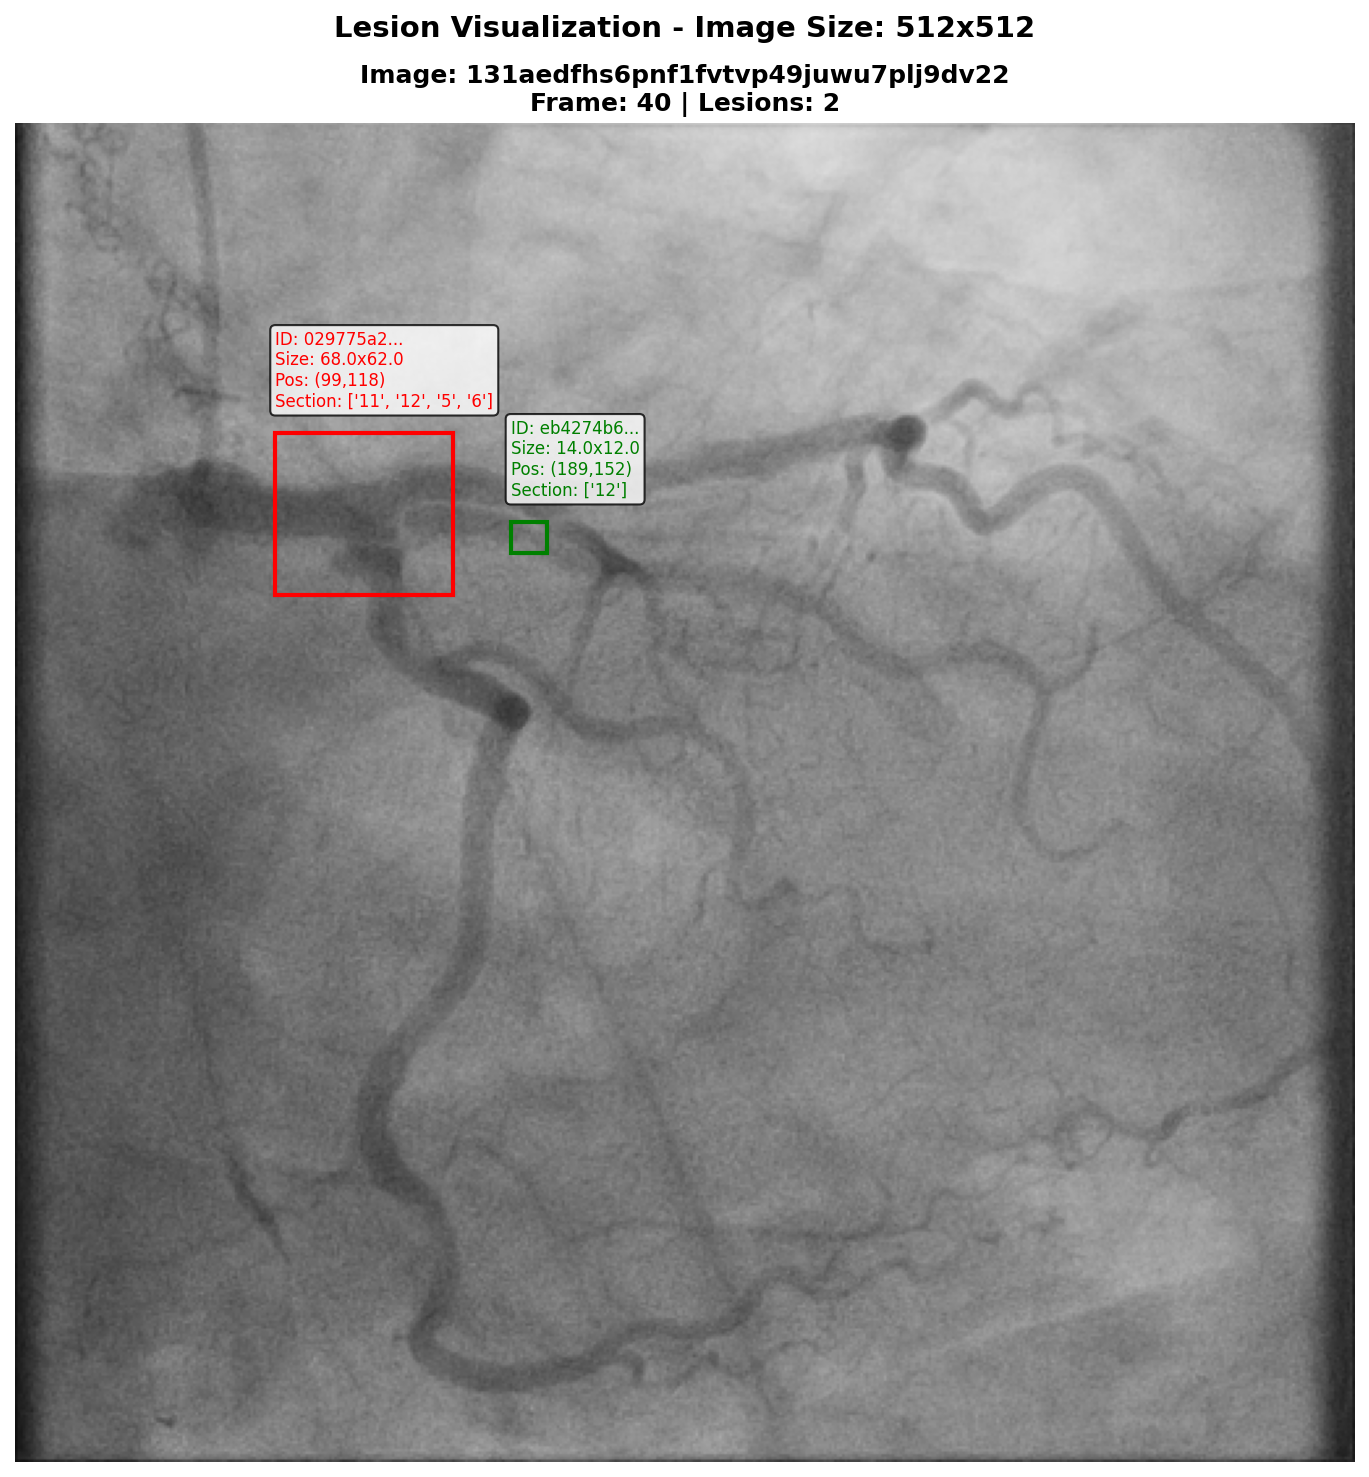 Lesion Visualization - Image Size: 512x512
Image: 131aedfhs6pnf1fvtvp49juwu7plj9dv22
Frame: 40 | Lesions: 2
ID: 029775a2...
Size: 68.0x62.0
Pos: (99,118)
Section: ['11', '12', '5', '6']
ID: eb4274b6...
Size: 14.0x12.0
Pos: (189,152)
Section: ['12']